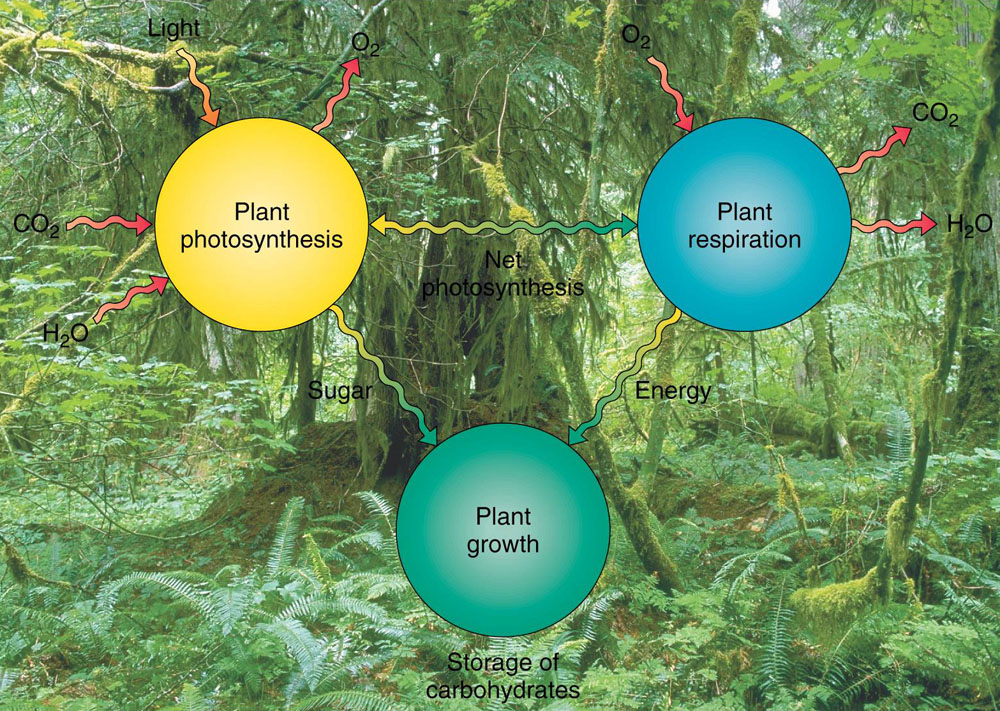 Light
O₂
O₂
CO₂
Plant
photosynthesis
Plant
respiration
CO₂
H₂O
Net
photosynthesis
H₂O
Sugar
Energy
Plant
growth
Storage of
carbohydrates